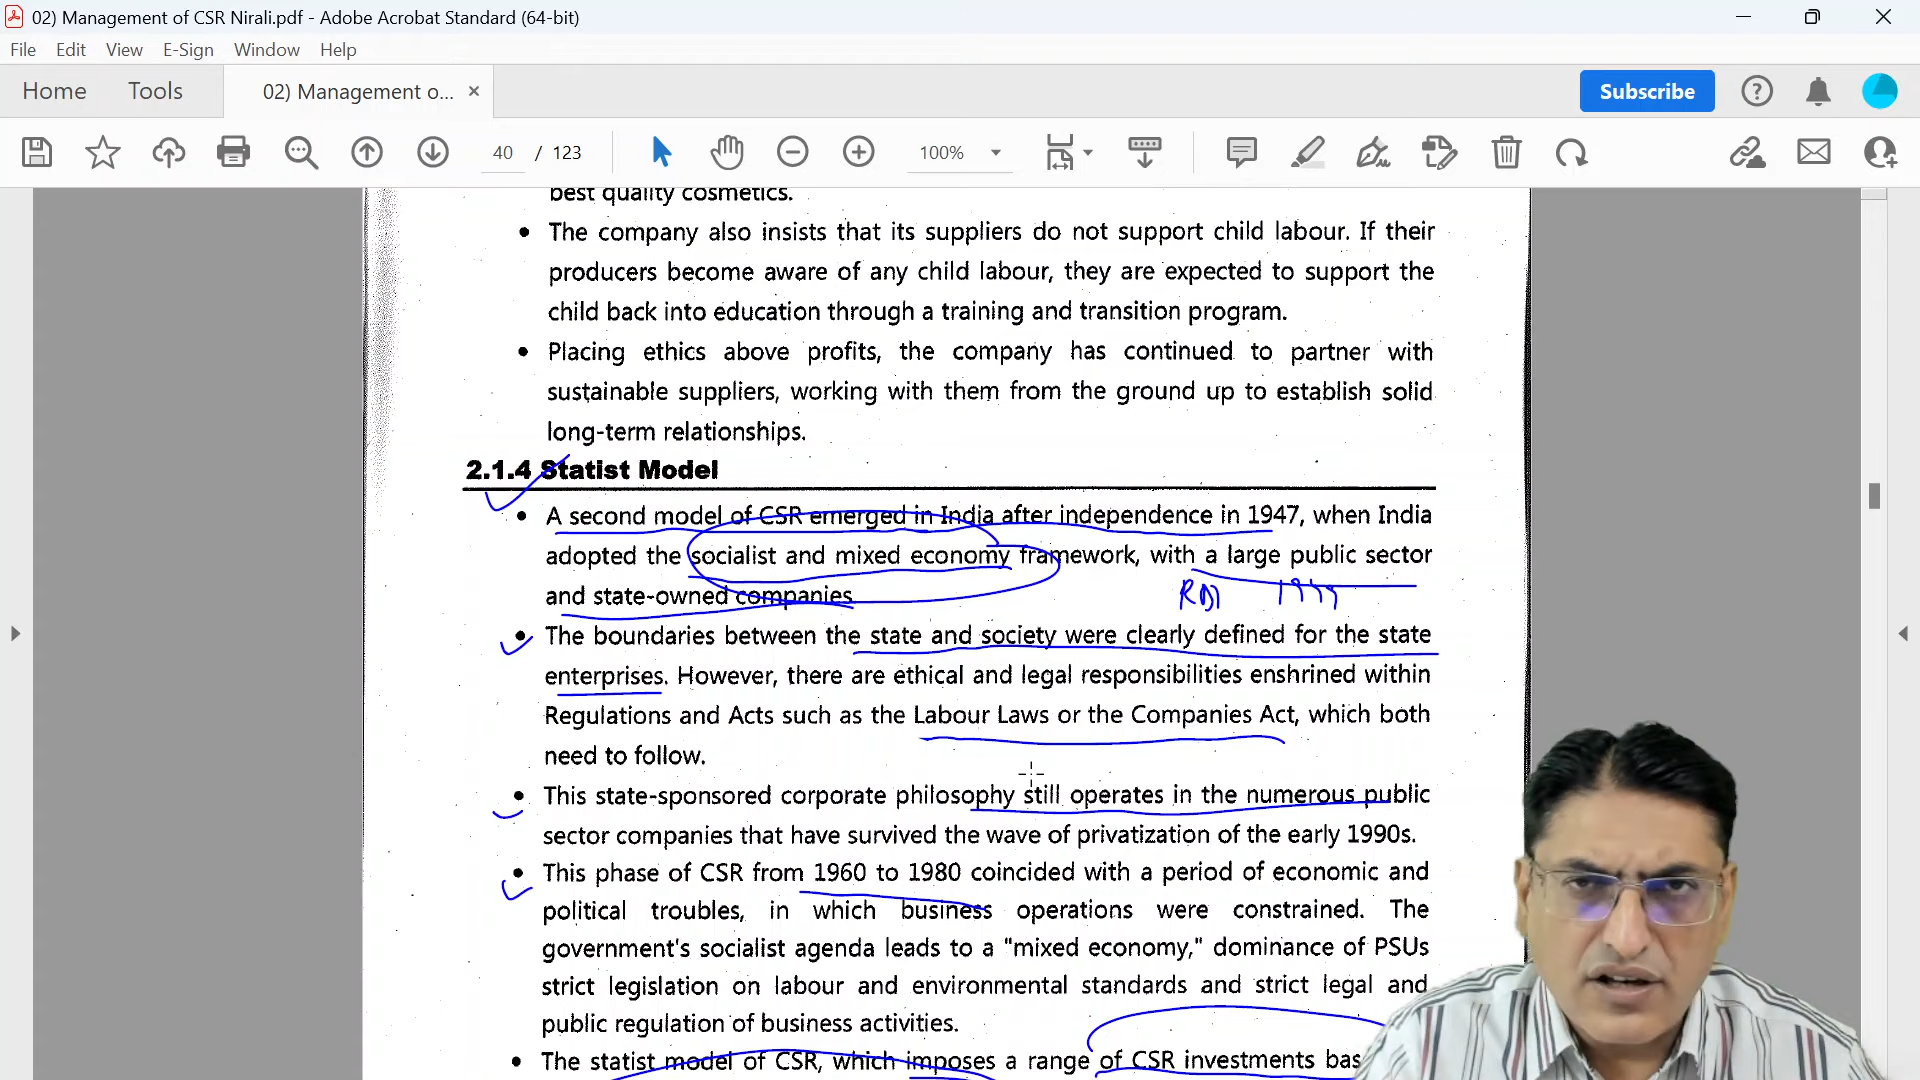 02) Management of CSR Nirali.pdf - Adobe Acrobat Standard (64-bit)
File Edit View E-Sign Window Help
Home Tools 02) Management o... × Subscribe
40 / 123 100%
best quality cosmetics.
• The company also insists that its suppliers do not support child labour. If their
producers become aware of any child labour, they are expected to support the
child back into education through a training and transition program.
• Placing ethics above profits, the company has continued to partner with
sustainable suppliers, working with them from the ground up to establish solid
long-term relationships.
2.1.4 Statist Model
• A second model of CSR emerged in India after independence in 1947, when India
adopted the socialist and mixed economy framework, with a large public sector
and state-owned companies.
• The boundaries between the state and society were clearly defined for the state
enterprises. However, there are ethical and legal responsibilities enshrined within
Regulations and Acts such as the Labour Laws or the Companies Act, which both
need to follow.
• This state-sponsored corporate philosophy still operates in the numerous public
sector companies that have survived the wave of privatization of the early 1990s.
• This phase of CSR from 1960 to 1980 coincided with a period of economic and
political troubles, in which business operations were constrained. The
government's socialist agenda leads to a "mixed economy," dominance of PSUs
strict legislation on labour and environmental standards and strict legal and
public regulation of business activities.
• The statist model of CSR, which imposes a range of CSR investments bas